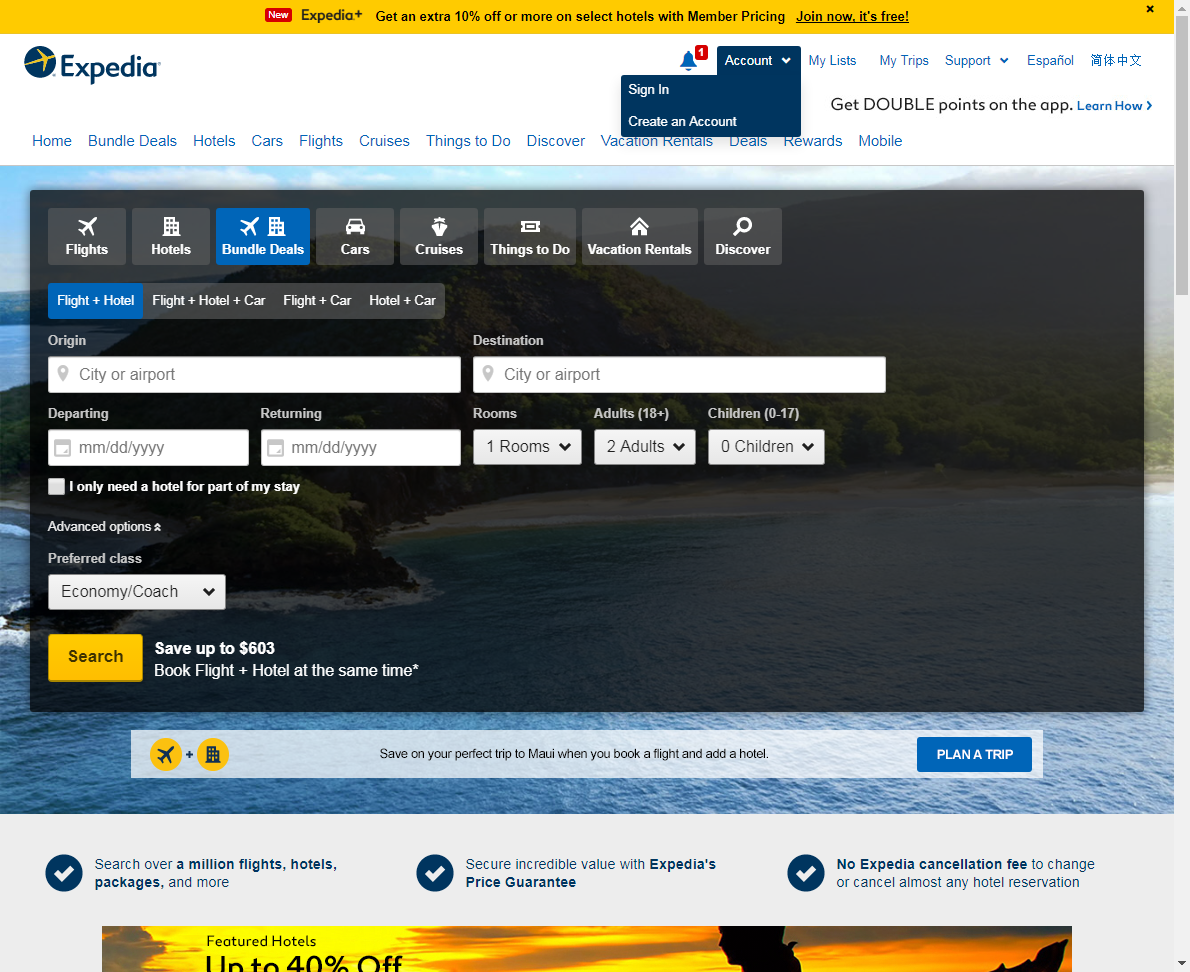 New Expedia+ Get an extra 10% off or more on select hotels with Member Pricing Join now, it's free!
Expedia
1
Account
My Lists
My Trips
Support
Español
简体中文
Sign In
Create an Account
Get DOUBLE points on the app. Learn How
Home Bundle Deals Hotels Cars Flights Cruises Things to Do Discover Vacation Rentals Deals Rewards Mobile
Flights Hotels Bundle Deals Cars Cruises Things to Do Vacation Rentals Discover
Flight + Hotel Flight + Hotel + Car Flight + Car Hotel + Car
Origin Destination
City or airport City or airport
Departing Returning Rooms Adults (18+) Children (0-17)
mm/dd/yyyy mm/dd/yyyy 1 Rooms 2 Adults 0 Children
I only need a hotel for part of my stay
Advanced options
Preferred class
Economy/Coach
Search
Save up to $603
Book Flight + Hotel at the same time*
+ Save on your perfect trip to Maui when you book a flight and add a hotel. PLAN A TRIP
Search over a million flights, hotels,
packages, and more
Secure incredible value with Expedia's
Price Guarantee
No Expedia cancellation fee to change
or cancel almost any hotel reservation
Featured Hotels
Up to 40% Off